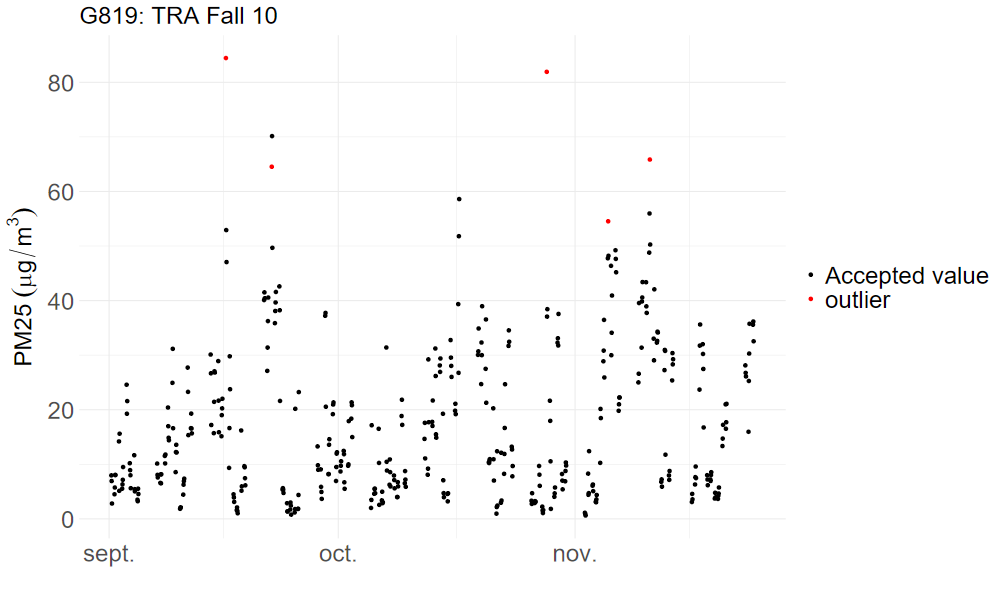 G819: TRA Fall 10
PM25 (μg/m³)
80
60
40
20
0
sept.
oct.
nov.
Accepted value
outlier